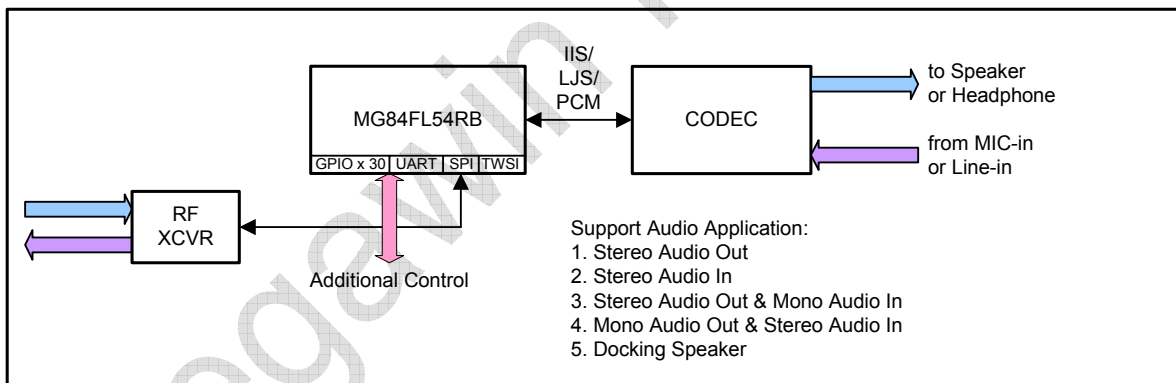 IIS/
LJS/
PCM
MG84FL54RB
GPIO x 30 UART SPI TWSI
CODEC
to Speaker
or Headphone
from MIC-in
or Line-in
RF
XCVR
Additional Control
Support Audio Application:
1. Stereo Audio Out
2. Stereo Audio In
3. Stereo Audio Out & Mono Audio In
4. Mono Audio Out & Stereo Audio In
5. Docking Speaker